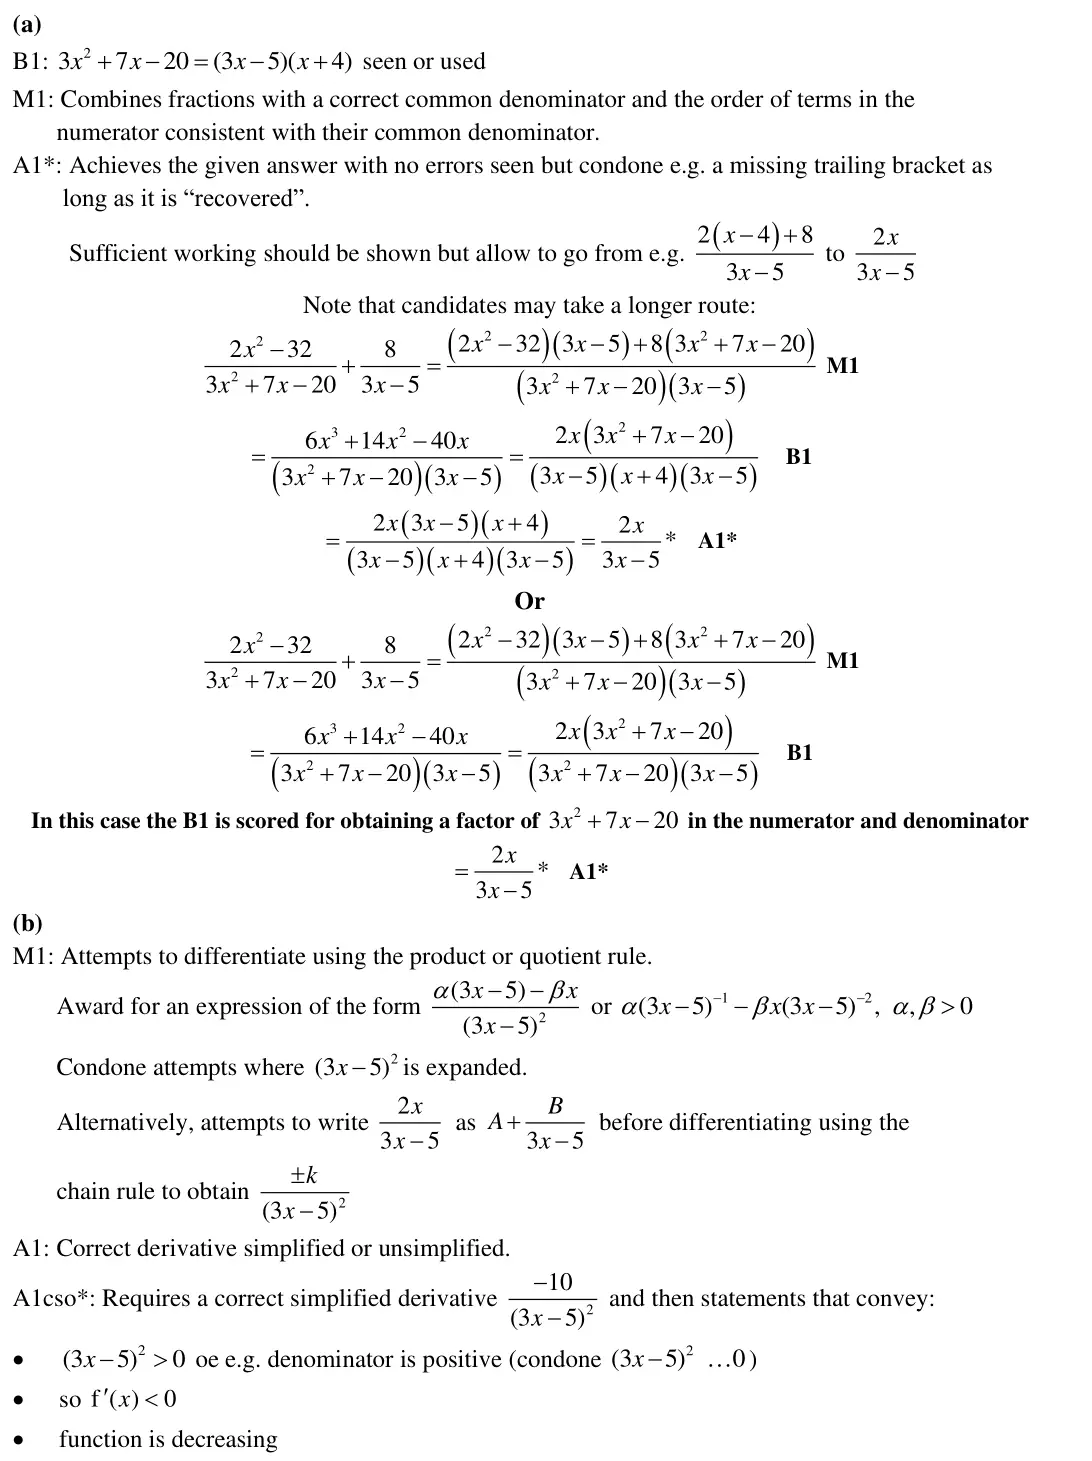 (a)
B1: 3x² + 7x − 20 = (3x − 5)(x + 4) seen or used
M1: Combines fractions with a correct common denominator and the order of terms in the
numerator consistent with their common denominator.
A1*: Achieves the given answer with no errors seen but condone e.g. a missing trailing bracket as
long as it is “recovered”.
Sufficient working should be shown but allow to go from e.g. (2(x − 4) + 8)/(3x − 5) to 2x/(3x − 5)
Note that candidates may take a longer route:
(2x² − 32)/(3x² + 7x − 20) + 8/(3x − 5) = ((2x² − 32)(3x − 5) + 8(3x² + 7x − 20))/((3x² + 7x − 20)(3x − 5)) M1
= (6x³ + 14x² − 40x)/((3x² + 7x − 20)(3x − 5)) = (2x(3x² + 7x − 20))/((3x − 5)(x + 4)(3x − 5)) B1
= (2x(3x − 5)(x + 4))/((3x − 5)(x + 4)(3x − 5)) = 2x/(3x − 5) * A1*
Or
(2x² − 32)/(3x² + 7x − 20) + 8/(3x − 5) = ((2x² − 32)(3x − 5) + 8(3x² + 7x − 20))/((3x² + 7x − 20)(3x − 5)) M1
= (6x³ + 14x² − 40x)/((3x² + 7x − 20)(3x − 5)) = (2x(3x² + 7x − 20))/((3x² + 7x − 20)(3x − 5)) B1
In this case the B1 is scored for obtaining a factor of 3x² + 7x − 20 in the numerator and denominator
= 2x/(3x − 5) * A1*
(b)
M1: Attempts to differentiate using the product or quotient rule.
Award for an expression of the form (α(3x − 5) − βx)/(3x − 5)² or α(3x − 5)⁻¹ − βx(3x − 5)⁻², α, β > 0
Condone attempts where (3x − 5)² is expanded.
Alternatively, attempts to write 2x/(3x − 5) as A + B/(3x − 5) before differentiating using the
chain rule to obtain ±k/(3x − 5)²
A1: Correct derivative simplified or unsimplified.
A1cso*: Requires a correct simplified derivative −10/(3x − 5)² and then statements that convey:
• (3x − 5)² > 0 oe e.g. denominator is positive (condone (3x − 5)² …0)
• so f′(x) < 0
• function is decreasing